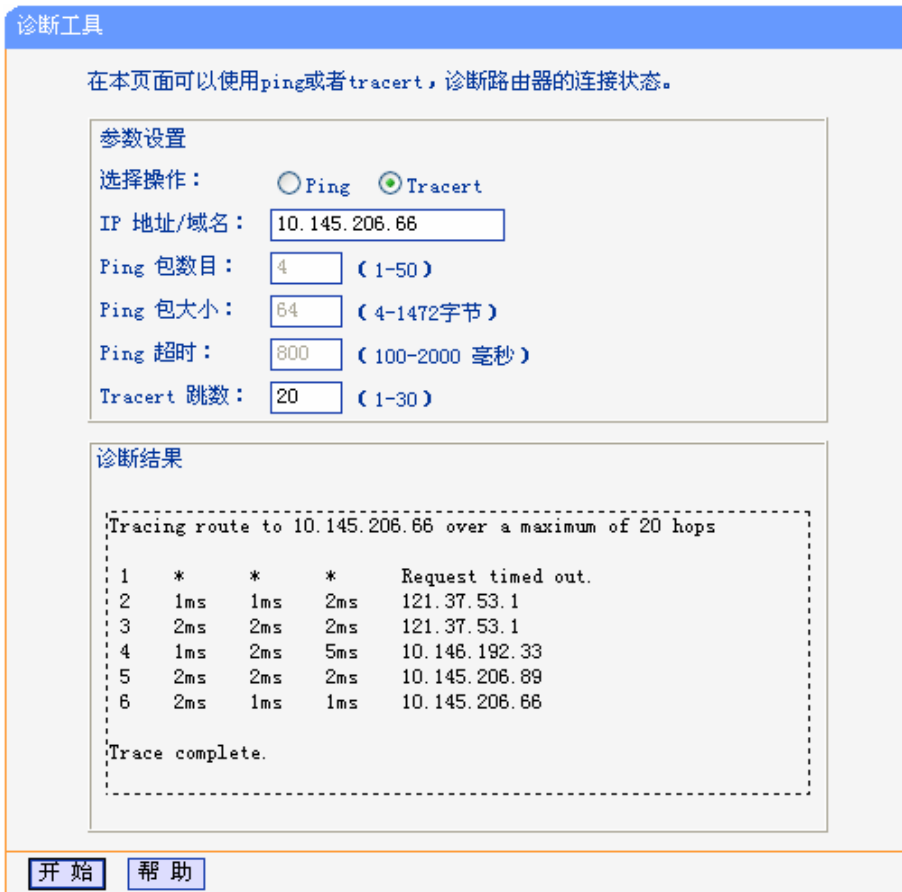 诊断工具
在本页面可以使用ping或者tracert，诊断路由器的连接状态。
参数设置
选择操作： Ping Tracert
IP 地址/域名： 10.145.206.66
Ping 包数目： 4 （1-50）
Ping 包大小： 64 （4-1472字节）
Ping 超时： 800 （100-2000 毫秒）
Tracert 跳数： 20 （1-30）
诊断结果
Tracing route to 10.145.206.66 over a maximum of 20 hops
1 * * * Request timed out.
2 1ms 1ms 2ms 121.37.53.1
3 2ms 2ms 2ms 121.37.53.1
4 1ms 2ms 5ms 10.146.192.33
5 2ms 2ms 2ms 10.145.206.89
6 2ms 1ms 1ms 10.145.206.66
Trace complete.
开 始 帮 助